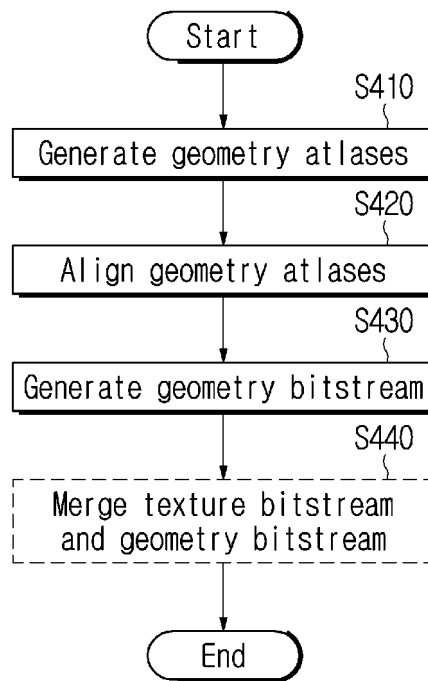 Start
S410
Generate geometry atlases
S420
Align geometry atlases
S430
Generate geometry bitstream
S440
Merge texture bitstream
and geometry bitstream
End